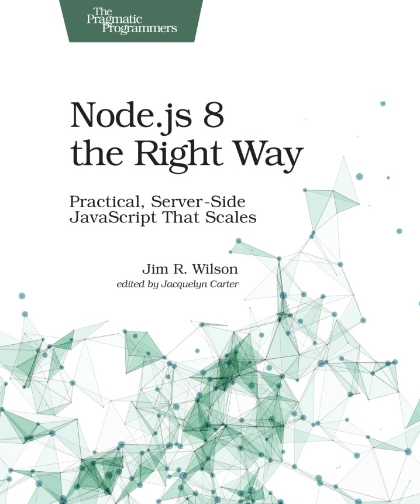 The
Pragmatic
Programmers
Node.js 8
the Right Way
Practical, Server-Side
JavaScript That Scales
Jim R. Wilson
edited by Jacquelyn Carter